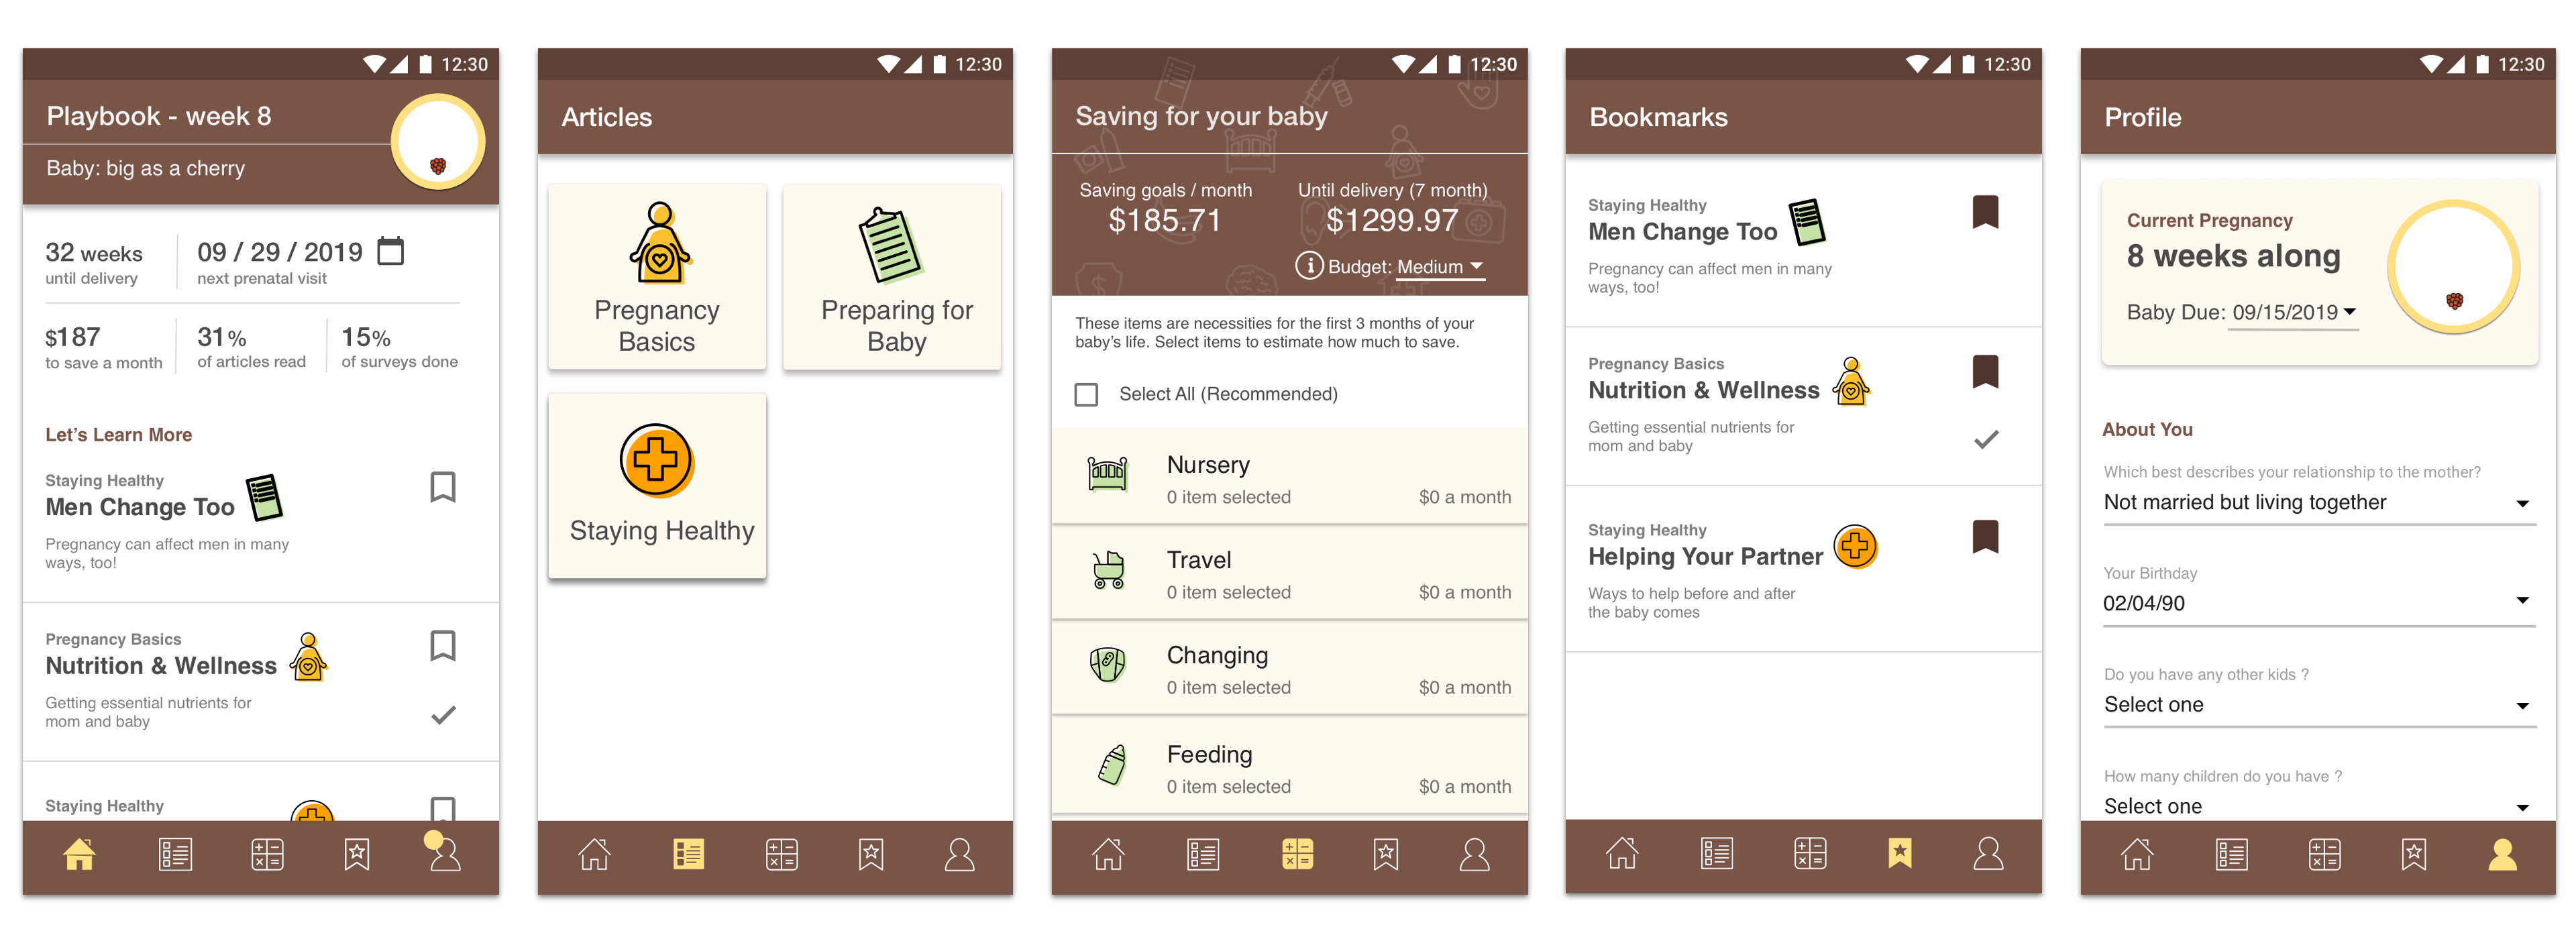 12:30
Playbook - week 8
Baby: big as a cherry
32 weeks
until delivery
09 / 29 / 2019
next prenatal visit
$187
to save a month
31%
of articles read
15%
of surveys done
Let's Learn More
Staying Healthy
Men Change Too
Pregnancy can affect men in many
ways, too!
Pregnancy Basics
Nutrition & Wellness
Getting essential nutrients for
mom and baby
Staying Healthy
12:30
Articles
Pregnancy
Basics
Preparing for
Baby
Staying Healthy
12:30
Saving for your baby
Saving goals / month
$185.71
Until delivery (7 month)
$1299.97
Budget: Medium
These items are necessities for the first 3 months of your
baby's life. Select items to estimate how much to save.
Select All (Recommended)
Nursery
0 item selected
$0 a month
Travel
0 item selected
$0 a month
Changing
0 item selected
$0 a month
Feeding
0 item selected
$0 a month
12:30
Bookmarks
Staying Healthy
Men Change Too
Pregnancy can affect men in many
ways, too!
Pregnancy Basics
Nutrition & Wellness
Getting essential nutrients for
mom and baby
Staying Healthy
Helping Your Partner
Ways to help before and after
the baby comes
12:30
Profile
Current Pregnancy
8 weeks along
Baby Due: 09/15/2019
About You
Which best describes your relationship to the mother?
Not married but living together
Your Birthday
02/04/90
Do you have any other kids ?
Select one
How many children do you have ?
Select one